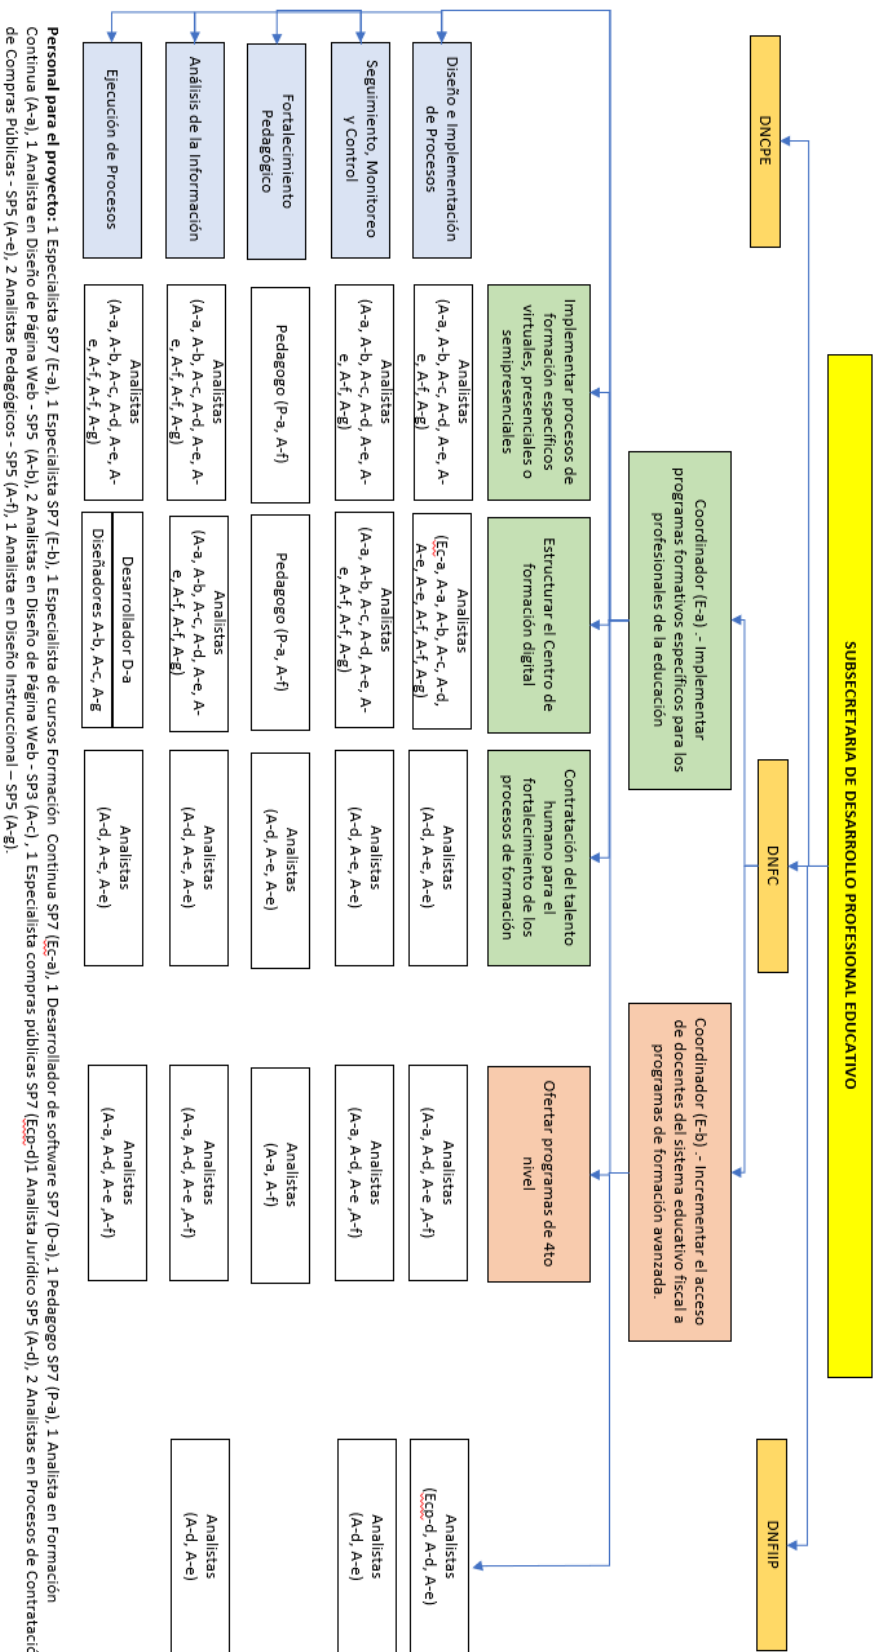 SUBSECRETARIA DE DESARROLLO PROFESIONAL EDUCATIVO
DNCPE
DNFC
DNFIIP
Coordinador (E-a) .- Implementar
programas formativos específicos para los
profesionales de la educación
Coordinador (E-b) .- Incrementar el acceso
de docentes del sistema educativo fiscal a
programas de formación avanzada.
Implementar procesos de
formación específicos
virtuales, presenciales o
semipresenciales
Estructurar el Centro de
formación digital
Contratación del talento
humano para el
fortalecimiento de los
procesos de formación
Ofertar programas de 4to
nivel
Diseño e Implementación
de Procesos
Analistas
(A-a, A-b, A-c, A-d, A-e, A-
e, A-f, A-f, A-g)
Analistas
(Ec-a, A-a, A-b, A-c, A-d,
A-e, A-e, A-f, A-f, A-g)
Analistas
(A-d, A-e, A-e)
Analistas
(A-a, A-d, A-e ,A-f)
Analistas
(Ecp-d, A-d, A-e)
Seguimiento, Monitoreo
y Control
Analistas
(A-a, A-b, A-c, A-d, A-e, A-
e, A-f, A-f, A-g)
Analistas
(A-a, A-b, A-c, A-d, A-e, A-
e, A-f, A-f, A-g)
Analistas
(A-d, A-e, A-e)
Analistas
(A-a, A-d, A-e ,A-f)
Analistas
(A-d, A-e)
Fortalecimiento
Pedagógico
Pedagogo (P-a, A-f)
Pedagogo (P-a, A-f)
Analistas
(A-d, A-e, A-e)
Analistas
(A-a, A-f)
Análisis de la Información
Analistas
(A-a, A-b, A-c, A-d, A-e, A-
e, A-f, A-f, A-g)
Analistas
(A-a, A-b, A-c, A-d, A-e, A-
e, A-f, A-f, A-g)
Analistas
(A-d, A-e, A-e)
Analistas
(A-a, A-d, A-e ,A-f)
Analistas
(A-d, A-e)
Ejecución de Procesos
Analistas
(A-a, A-b, A-c, A-d, A-e, A-
e, A-f, A-f, A-g)
Desarrollador D-a
Diseñadores A-b, A-c, A-g
Analistas
(A-d, A-e, A-e)
Analistas
(A-a, A-d, A-e ,A-f)
Personal para el proyecto: 1 Especialista SP7 (E-a), 1 Especialista SP7 (E-b), 1 Especialista de cursos Formación Continua SP7 (Ec-a), 1 Desarrollador de software SP7 (D-a), 1 Pedagogo SP7 (P-a), 1 Analista en Formación
Continua (A-a), 1 Analista en Diseño de Página Web - SP5 (A-b), 2 Analistas en Diseño de Página Web - SP3 (A-c) , 1 Especialista compras públicas SP7 (Ecp-d)1 Analista Jurídico SP5 (A-d), 2 Analistas en Procesos de Contratació
de Compras Públicas - SP5 (A-e), 2 Analistas Pedagógicos - SP5 (A-f), 1 Analista en Diseño Instruccional – SP5 (A-g).